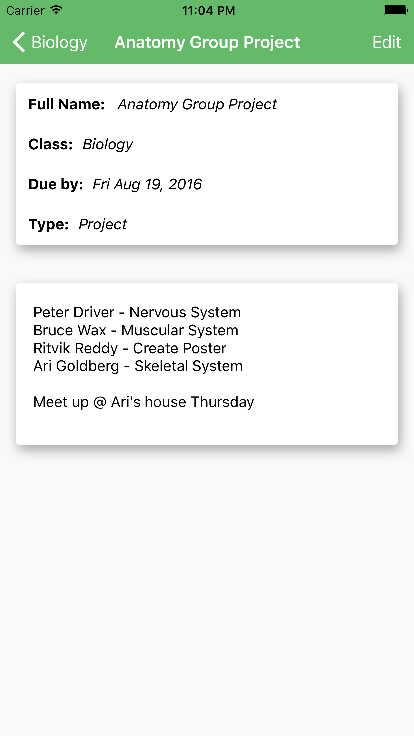 Carrier 11:04 PM
Biology Anatomy Group Project Edit
Full Name: Anatomy Group Project
Class: Biology
Due by: Fri Aug 19, 2016
Type: Project
Peter Driver - Nervous System
Bruce Wax - Muscular System
Ritvik Reddy - Create Poster
Ari Goldberg - Skeletal System
Meet up @ Ari's house Thursday